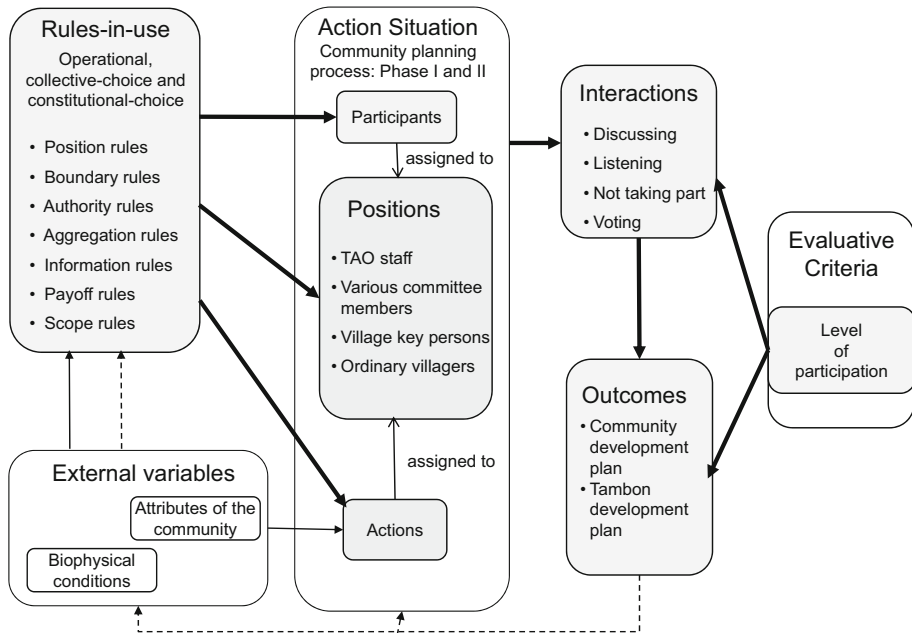 Rules-in-use
Operational,
collective-choice and
constitutional-choice
• Position rules
• Boundary rules
• Authority rules
• Aggregation rules
• Information rules
• Payoff rules
• Scope rules
External variables
Attributes of the
community
Biophysical
conditions
Action Situation
Community planning
process: Phase I and II
Participants
assigned to
Positions
• TAO staff
• Various committee
members
• Village key persons
• Ordinary villagers
assigned to
Actions
Interactions
• Discussing
• Listening
• Not taking part
• Voting
Outcomes
• Community
development
plan
• Tambon
development
plan
Evaluative
Criteria
Level
of
participation